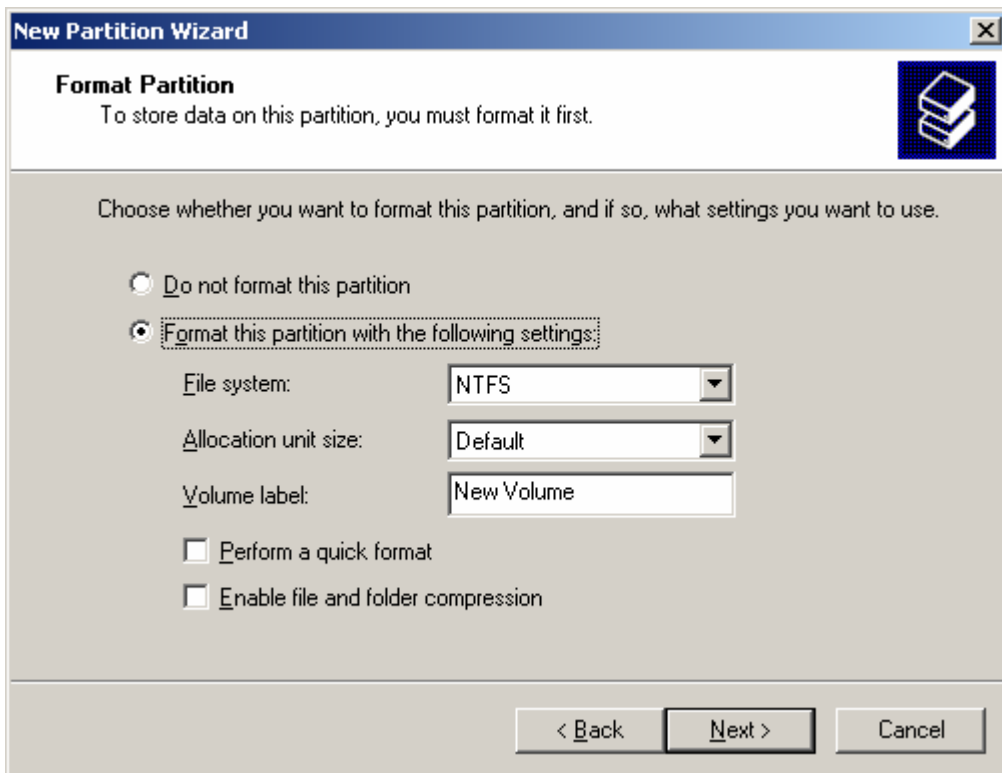 New Partition Wizard
Format Partition
To store data on this partition, you must format it first.
Choose whether you want to format this partition, and if so, what settings you want to use.
Do not format this partition
Format this partition with the following settings:
File system: NTFS
Allocation unit size: Default
Volume label: New Volume
Perform a quick format
Enable file and folder compression
< Back Next > Cancel